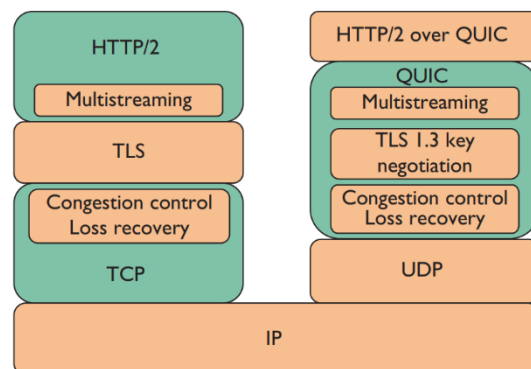 HTTP/2
Multistreaming
TLS
Congestion control
Loss recovery
TCP
HTTP/2 over QUIC
QUIC
Multistreaming
TLS 1.3 key
negotiation
Congestion control
Loss recovery
UDP
IP